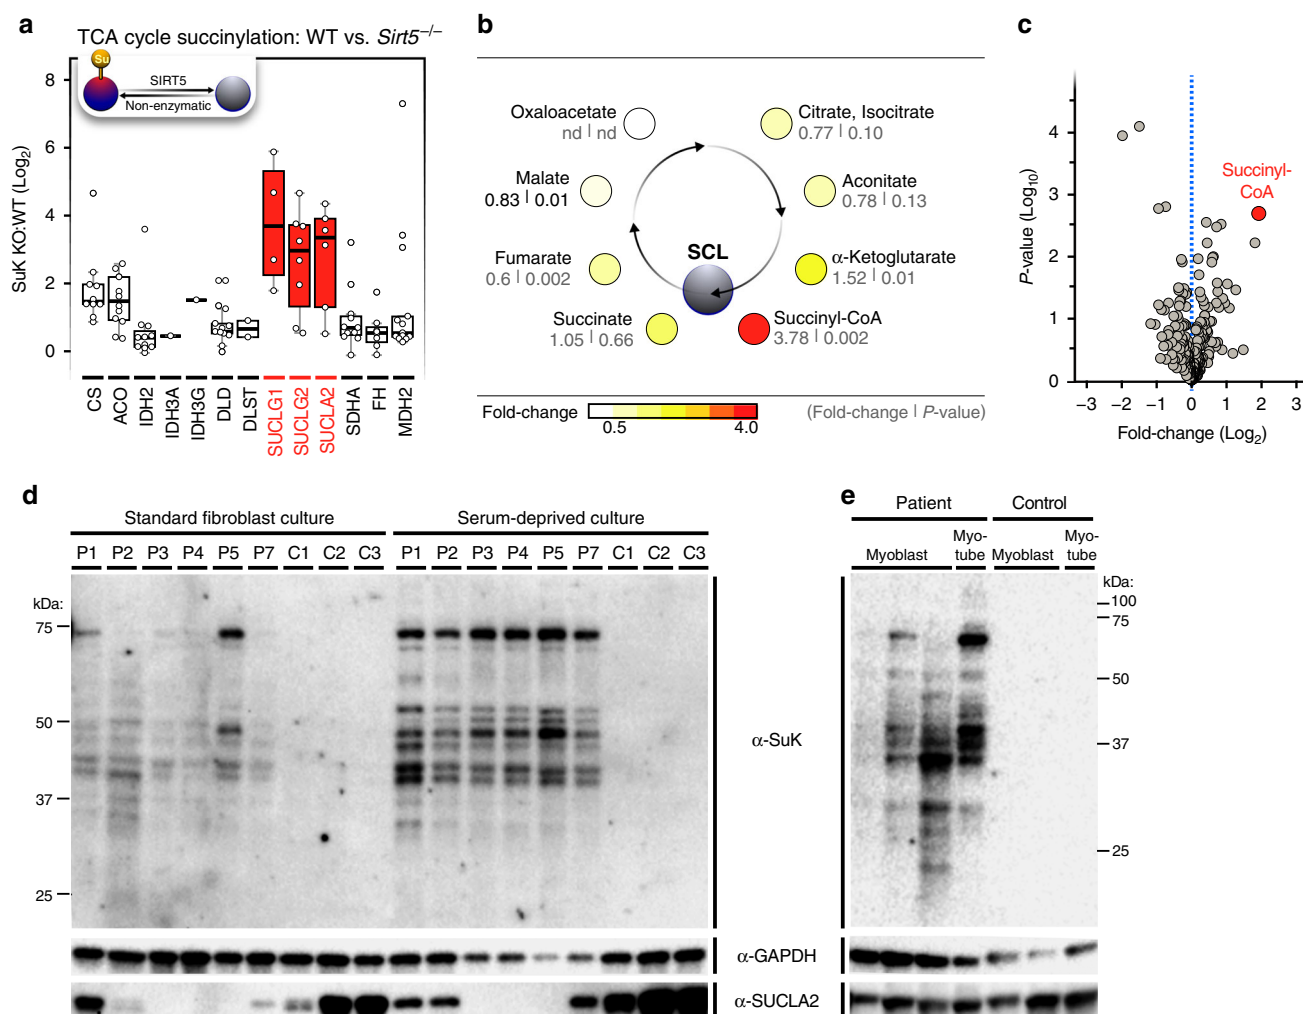 a
TCA cycle succinylation: WT vs. Sirt5−/−
Su
SIRT5
Non-enzymatic
SuK KO:WT (Log2)
8
6
4
2
0
CS
ACO
IDH2
IDH3A
IDH3G
DLD
DLST
SUCLG1
SUCLG2
SUCLA2
SDHA
FH
MDH2
b
Oxaloacetate
nd | nd
Citrate, Isocitrate
0.77 | 0.10
Malate
0.83 | 0.01
Aconitate
0.78 | 0.13
Fumarate
0.6 | 0.002
SCL
α-Ketoglutarate
1.52 | 0.01
Succinate
1.05 | 0.66
Succinyl-CoA
3.78 | 0.002
Fold-change
0.5
4.0
(Fold-change | P-value)
c
P-value (Log10)
4
3
2
1
0
Succinyl-
CoA
−3 −2 −1 0 1 2 3
Fold-change (Log2)
d
Standard fibroblast culture
Serum-deprived culture
P1 P2 P3 P4 P5 P7 C1 C2 C3
P1 P2 P3 P4 P5 P7 C1 C2 C3
kDa:
75
50
37
25
α-SuK
α-GAPDH
α-SUCLA2
e
Patient
Control
Myoblast
Myo-
tube
Myoblast
Myo-
tube
kDa:
100
75
50
37
25